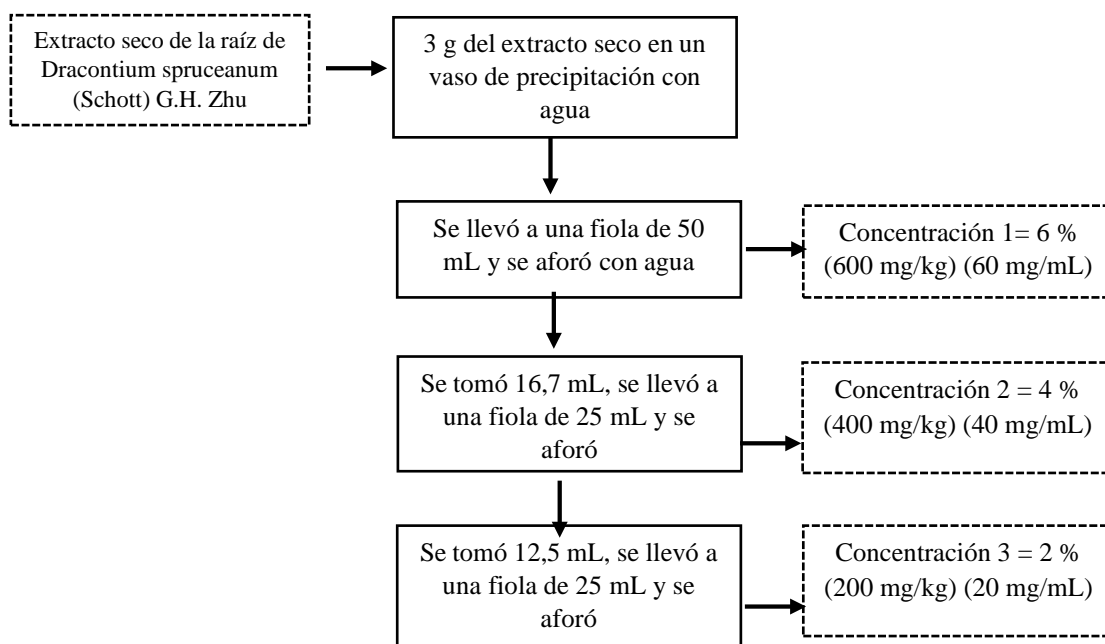 Extracto seco de la raíz de
Dracontium spruceanum
(Schott) G.H. Zhu
3 g del extracto seco en un
vaso de precipitación con
agua
Se llevó a una fiola de 50
mL y se aforó con agua
Concentración 1= 6 %
(600 mg/kg) (60 mg/mL)
Se tomó 16,7 mL, se llevó a
una fiola de 25 mL y se
aforó
Concentración 2 = 4 %
(400 mg/kg) (40 mg/mL)
Se tomó 12,5 mL, se llevó a
una fiola de 25 mL y se
aforó
Concentración 3 = 2 %
(200 mg/kg) (20 mg/mL)